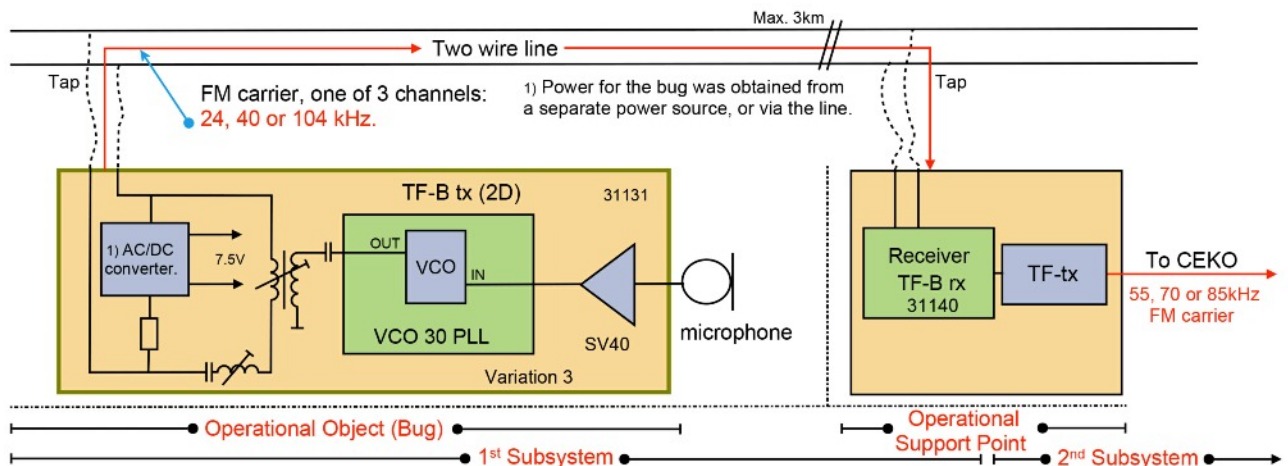 Max. 3km
Two wire line
Tap
Tap
FM carrier, one of 3 channels:
24, 40 or 104 kHz.
1) Power for the bug was obtained from
a separate power source, or via the line.
TF-B tx (2D)
31131
1) AC/DC
converter.
7.5V
OUT
VCO
IN
VCO 30 PLL
SV40
microphone
Variation 3
Receiver
TF-B rx
31140
TF-tx
To CEKO
55, 70 or 85kHz
FM carrier
Operational Object (Bug)
Operational
Support Point
1st Subsystem
2nd Subsystem